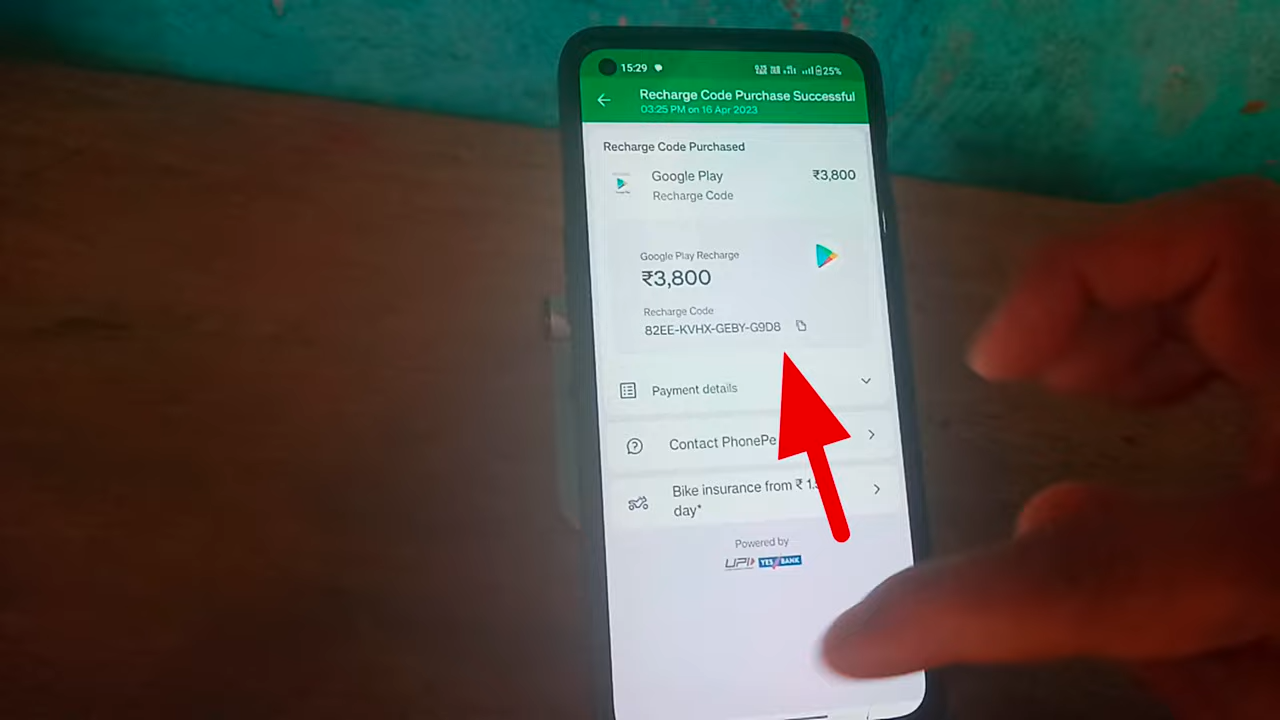 15:29
25%
Recharge Code Purchase Successful
03:25 PM on 16 Apr 2023
Recharge Code Purchased
Google Play
₹3,800
Recharge Code
Google Play Recharge
₹3,800
Recharge Code
82EE-KVHX-GEBY-G9D8
Payment details
Contact PhonePe
Bike insurance from ₹
day*
Powered by
UPI YES BANK